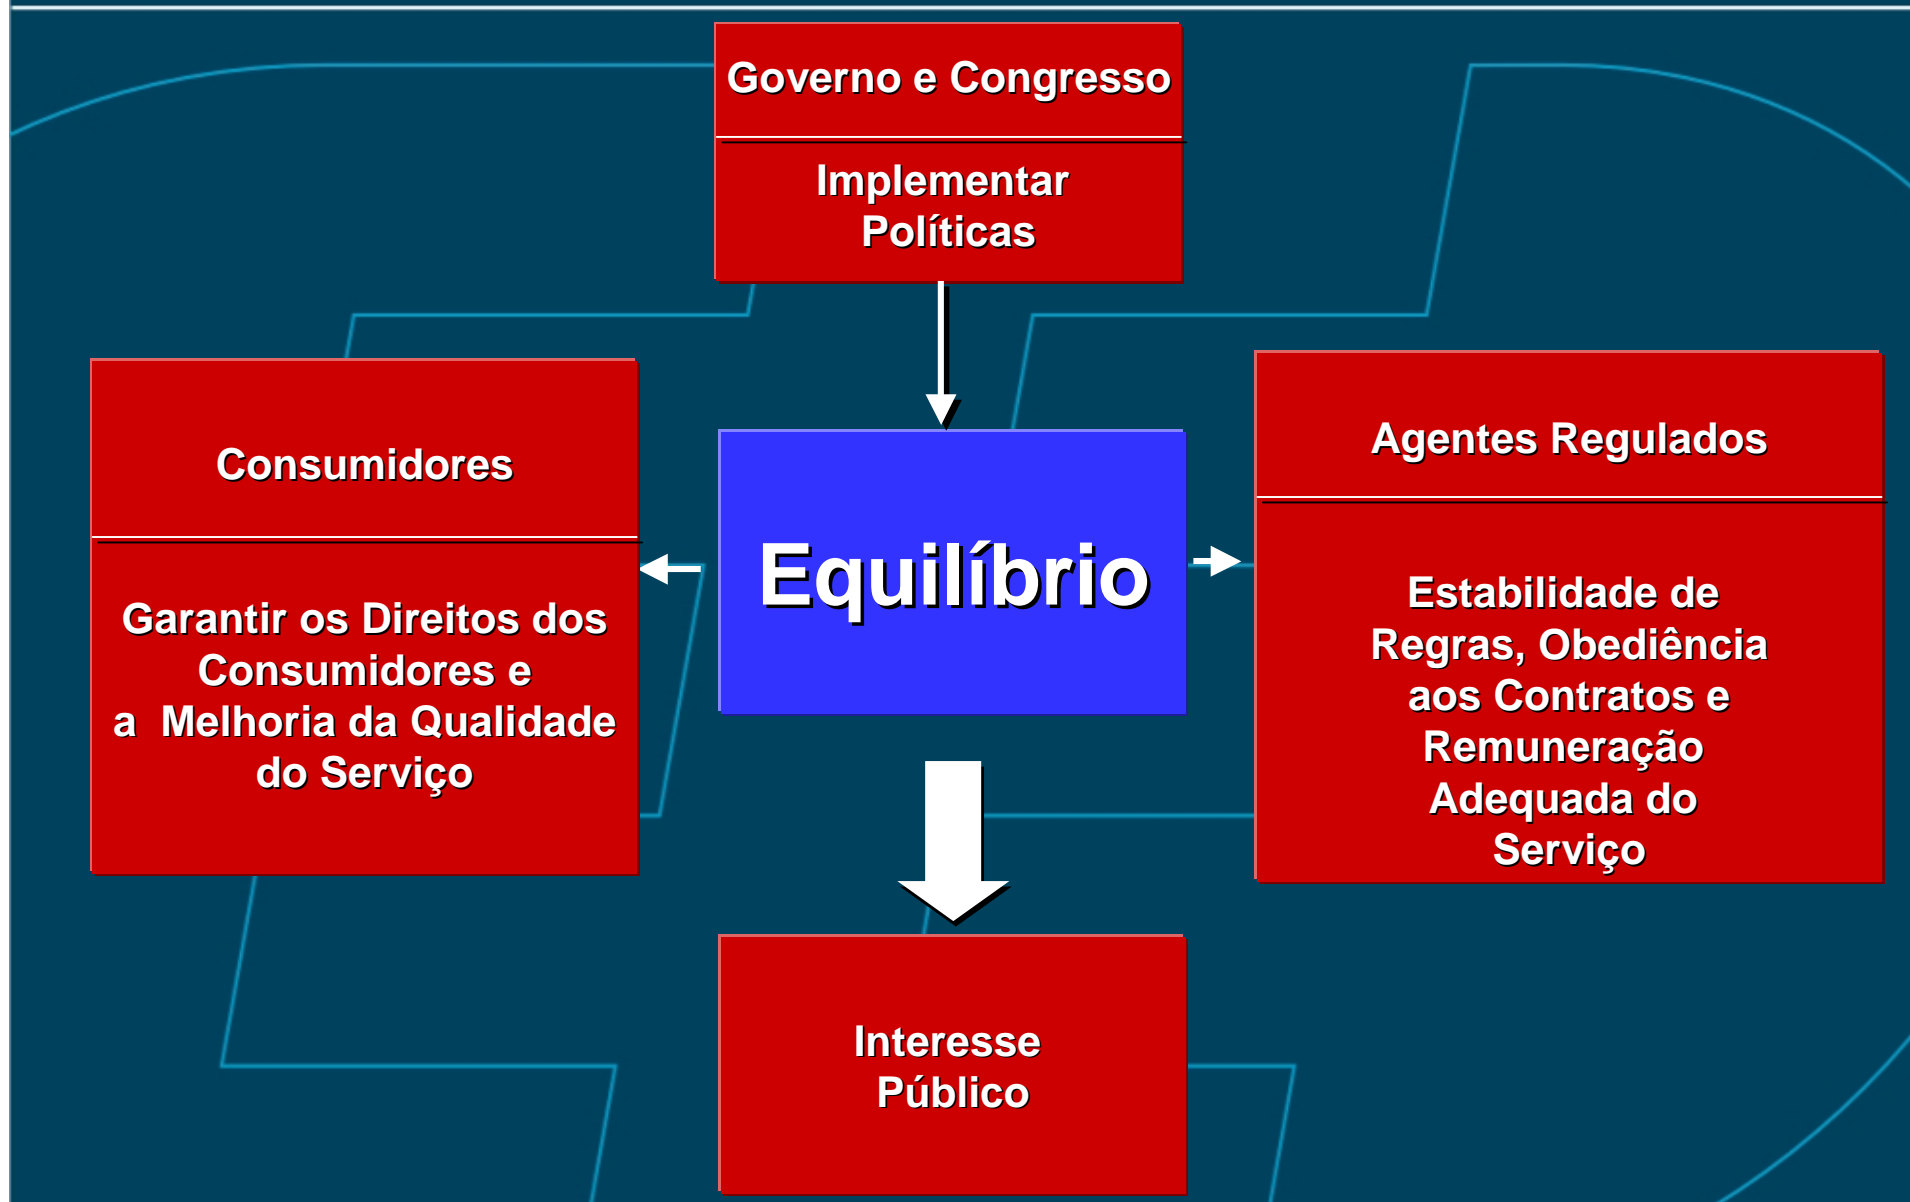 Governo e Congresso
Implementar
Políticas
Consumidores
Garantir os Direitos dos
Consumidores e
a  Melhoria da Qualidade
do Serviço
Equilíbrio
Agentes Regulados
Estabilidade de
Regras, Obediência
aos Contratos e
Remuneração
Adequada do
Serviço
Interesse
Público